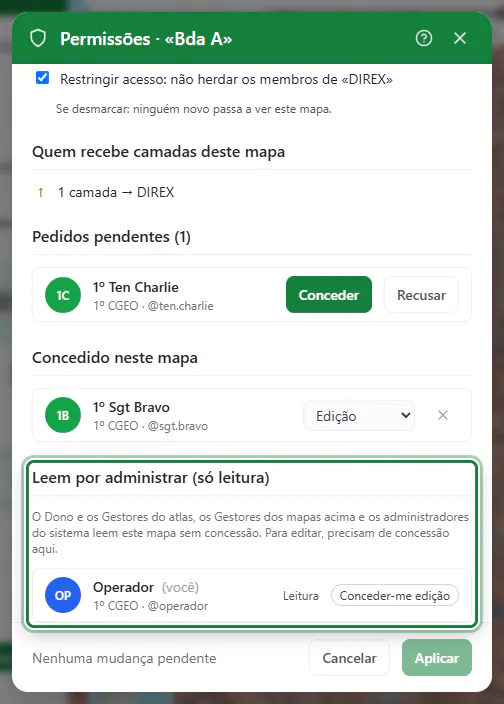 Permissões · «Bda A»
Restringir acesso: não herdar os membros de «DIREX»
Se desmarcar: ninguém novo passa a ver este mapa.
Quem recebe camadas deste mapa
↑ 1 camada → DIREX
Pedidos pendentes (1)
1C
1º Ten Charlie
1º CGEO · @ten.charlie
Conceder
Recusar
Concedido neste mapa
1B
1º Sgt Bravo
1º CGEO · @sgt.bravo
Edição
Leem por administrar (só leitura)
O Dono e os Gestores do atlas, os Gestores dos mapas acima e os administradores
do sistema leem este mapa sem concessão. Para editar, precisam de concessão
aqui.
OP
Operador (você)
1º CGEO · @operador
Leitura
Conceder-me edição
Nenhuma mudança pendente
Cancelar
Aplicar